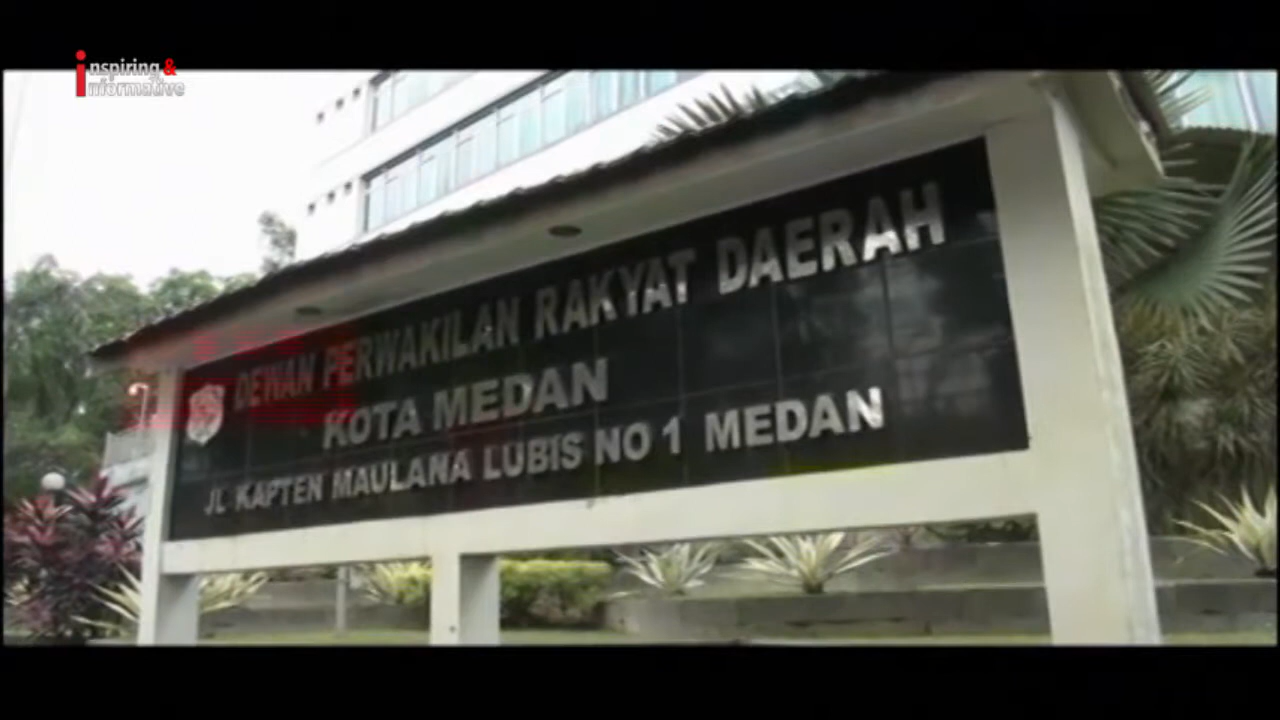 inspiring &
informative
DEWAN PERWAKILAN RAKYAT DAERAH
KOTA MEDAN
JL KAPTEN MAULANA LUBIS NO 1 MEDAN